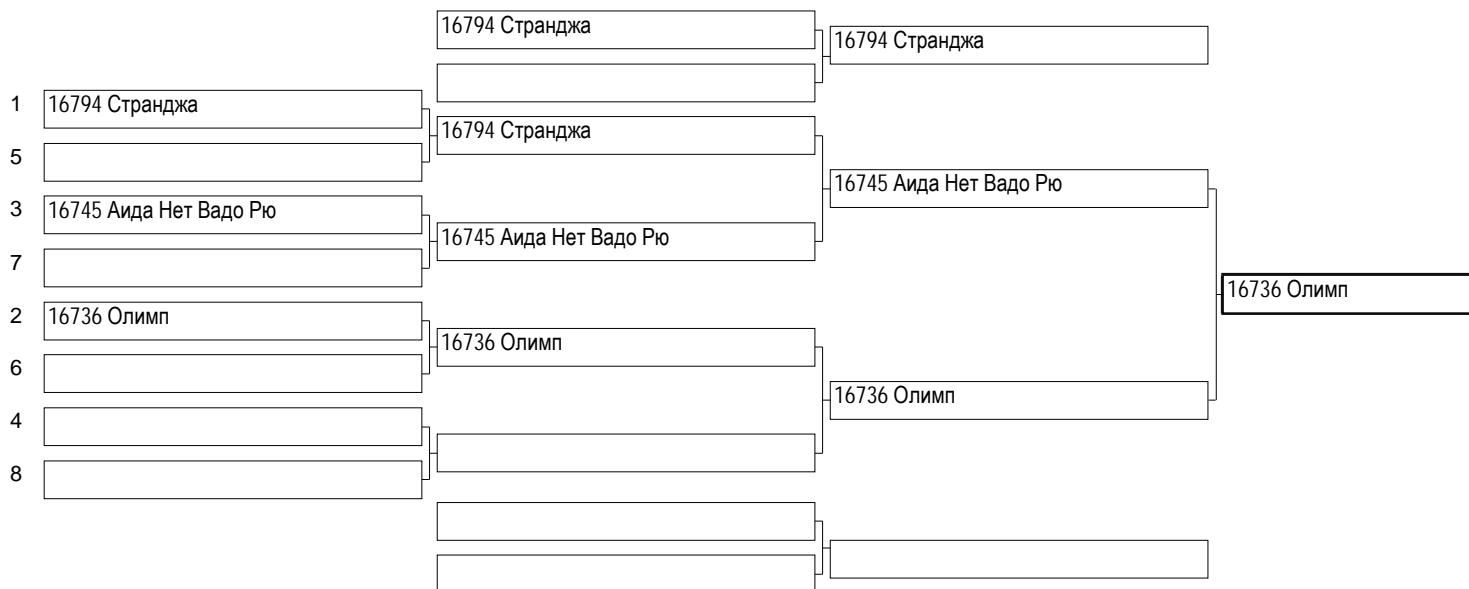 16794 Странджа
16794 Странджа
1 16794 Странджа
16794 Странджа
5
16745 Аида Нет Вадо Рю
3 16745 Аида Нет Вадо Рю
16745 Аида Нет Вадо Рю
7
16736 Олимп
2 16736 Олимп
16736 Олимп
6
16736 Олимп
4
8